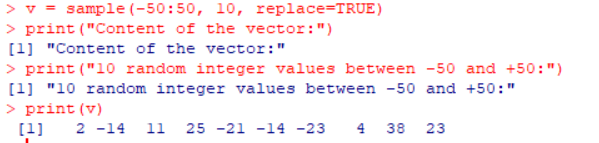 > v = sample(-50:50, 10, replace=TRUE)
> print("Content of the vector:")
[1] "Content of the vector:"
> print("10 random integer values between -50 and +50:")
[1] "10 random integer values between -50 and +50:"
> print(v)
 [1]   2 -14  11  25 -21 -14 -23   4  38  23